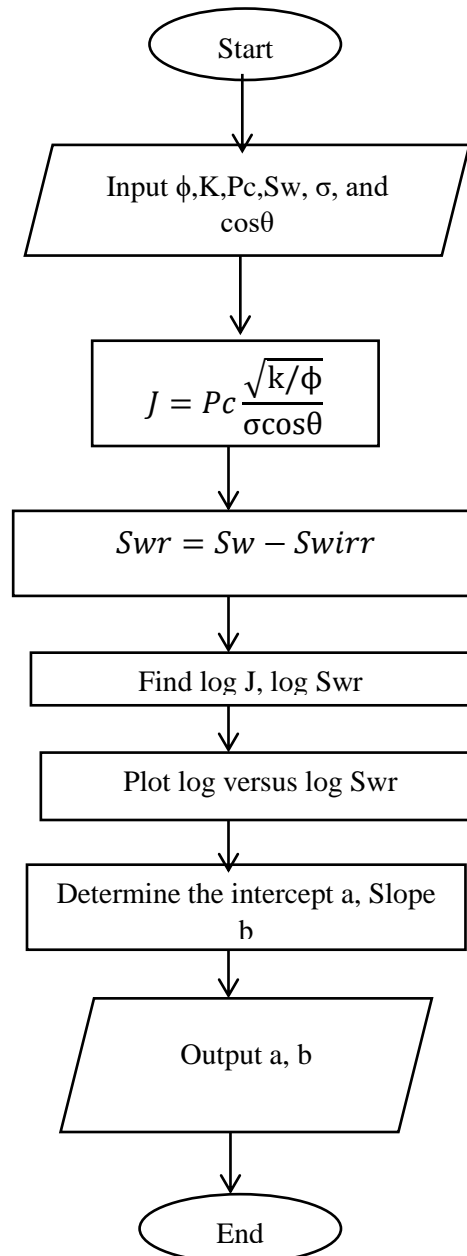 Start
Input ϕ,K,Pc,Sw, σ, and
cosθ
J = Pc √(k/ϕ) / σcosθ
Swr = Sw − Swirr
Find log J, log Swr
Plot log versus log Swr
Determine the intercept a, Slope
b
Output a, b
End